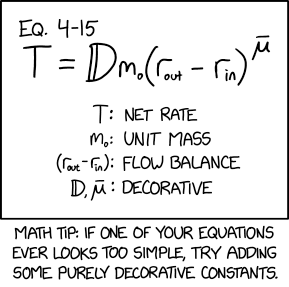 EQ. 4-15
T = 𝔻m₀(r_out - r_in)^μ̄
T: NET RATE
m₀: UNIT MASS
(r_out-r_in): FLOW BALANCE
𝔻, μ̄: DECORATIVE
MATH TIP: IF ONE OF YOUR EQUATIONS
EVER LOOKS TOO SIMPLE, TRY ADDING
SOME PURELY DECORATIVE CONSTANTS.